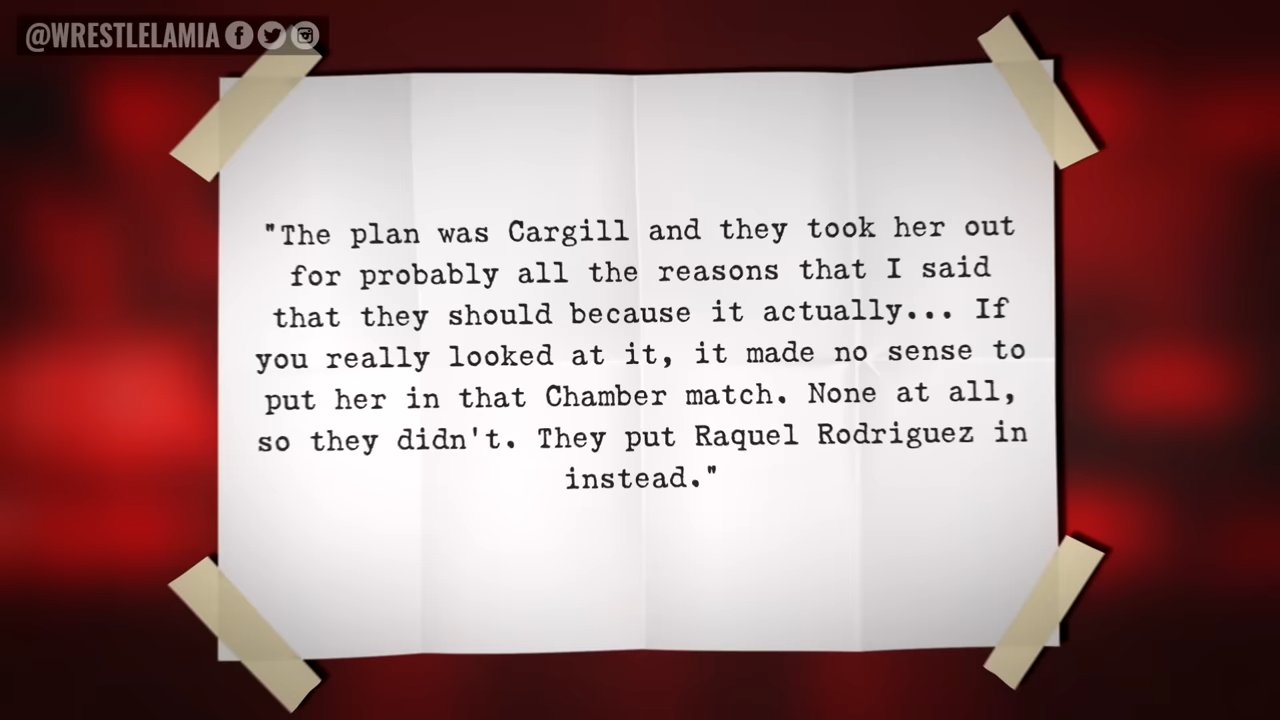 @WRESTLELAMIA
"The plan was Cargill and they took her out
for probably all the reasons that I said
that they should because it actually... If
you really looked at it, it made no sense to
put her in that Chamber match. None at all,
so they didn't. They put Raquel Rodriguez in
instead."